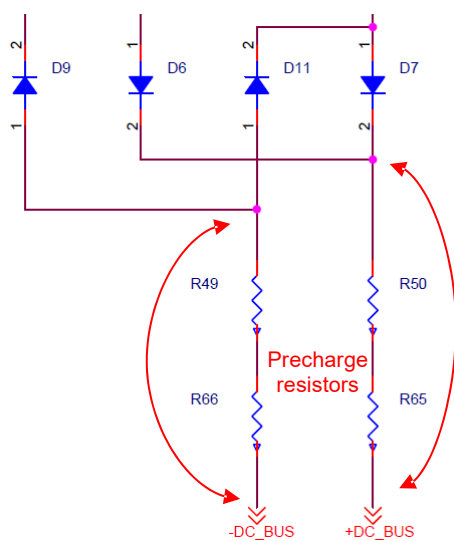 2 1 2 1
D9 D6 D11 D7
1 2 1 2
R49 R50
Precharge
resistors
R66 R65
-DC_BUS +DC_BUS